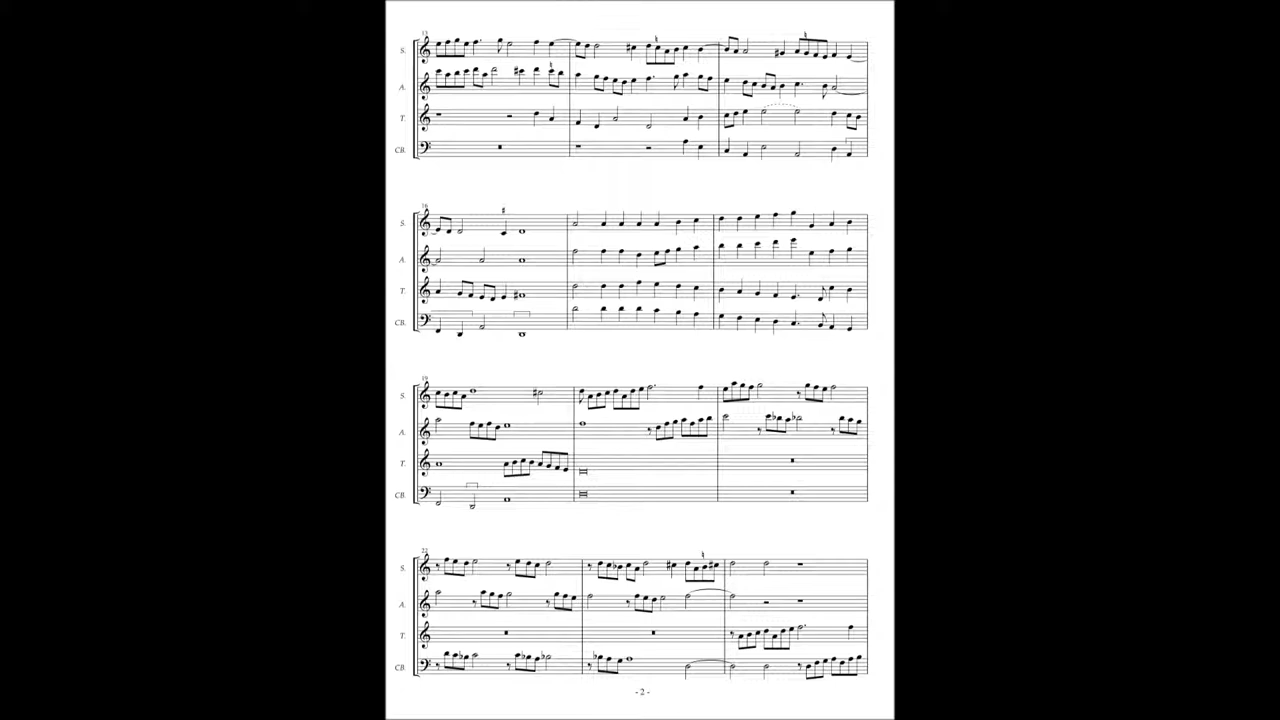 13
S.
A.
T.
CB.
16
S.
A.
T.
CB.
19
S.
A.
T.
CB.
22
S.
A.
T.
CB.
- 2 -